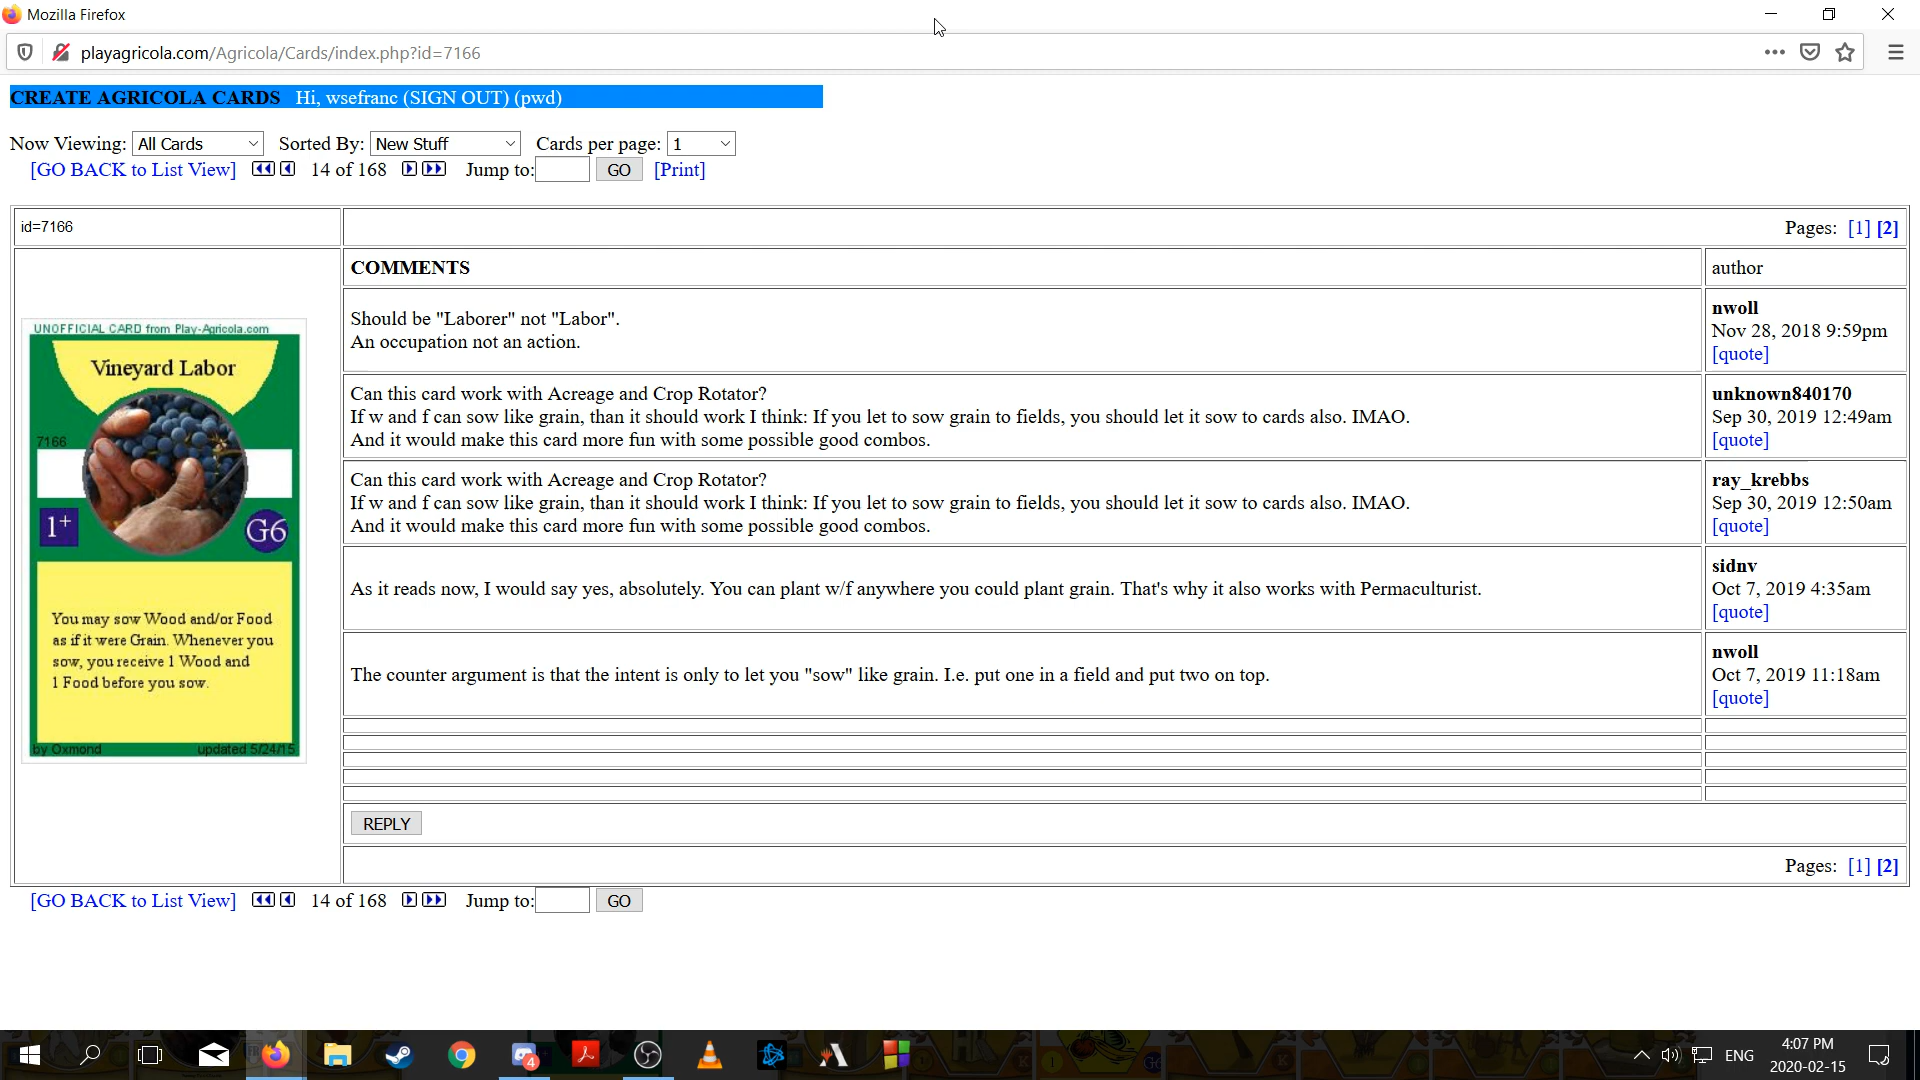 Mozilla Firefox
playagricola.com/Agricola/Cards/index.php?id=7166
CREATE AGRICOLA CARDS Hi, wsefranc (SIGN OUT) (pwd)
Now Viewing: All Cards Sorted By: New Stuff Cards per page: 1
[GO BACK to List View] 14 of 168 Jump to: GO [Print]
id=7166
Pages: [1] [2]
COMMENTS
author
Should be "Laborer" not "Labor".
An occupation not an action.
nwoll
Nov 28, 2018 9:59pm
[quote]
Can this card work with Acreage and Crop Rotator?
If w and f can sow like grain, than it should work I think: If you let to sow grain to fields, you should let it sow to cards also. IMAO.
And it would make this card more fun with some possible good combos.
unknown840170
Sep 30, 2019 12:49am
[quote]
Can this card work with Acreage and Crop Rotator?
If w and f can sow like grain, than it should work I think: If you let to sow grain to fields, you should let it sow to cards also. IMAO.
And it would make this card more fun with some possible good combos.
ray_krebbs
Sep 30, 2019 12:50am
[quote]
As it reads now, I would say yes, absolutely. You can plant w/f anywhere you could plant grain. That's why it also works with Permaculturist.
sidnv
Oct 7, 2019 4:35am
[quote]
The counter argument is that the intent is only to let you "sow" like grain. I.e. put one in a field and put two on top.
nwoll
Oct 7, 2019 11:18am
[quote]
UNOFFICIAL CARD from Play-Agricola.com
Vineyard Labor
7166
1+
G6
You may sow Wood and/or Food
as if it were Grain. Whenever you
sow, you receive 1 Wood and
1 Food before you sow.
by Oxmond updated 5/24/15
REPLY
Pages: [1] [2]
[GO BACK to List View] 14 of 168 Jump to: GO
4
ENG
4:07 PM
2020-02-15